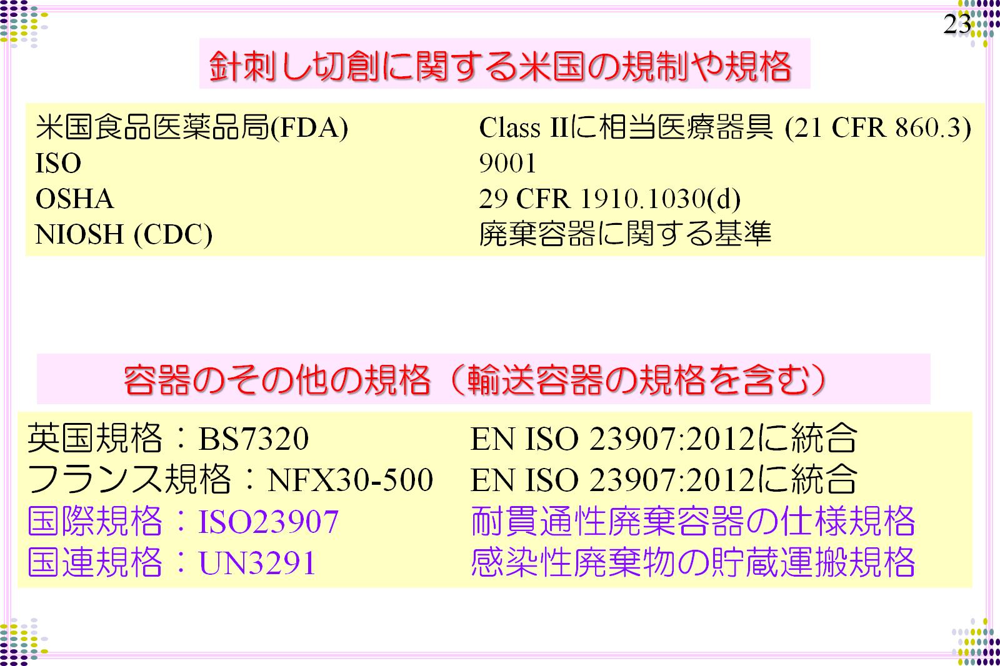 23
針刺し切創に関する米国の規制や規格
米国食品医薬品局(FDA) Class IIに相当医療器具 (21 CFR 860.3)
ISO 9001
OSHA 29 CFR 1910.1030(d)
NIOSH (CDC) 廃棄容器に関する基準
容器のその他の規格（輸送容器の規格を含む）
英国規格：BS7320 EN ISO 23907:2012に統合
フランス規格：NFX30-500 EN ISO 23907:2012に統合
国際規格：ISO23907 耐貫通性廃棄容器の仕様規格
国連規格：UN3291 感染性廃棄物の貯蔵運搬規格